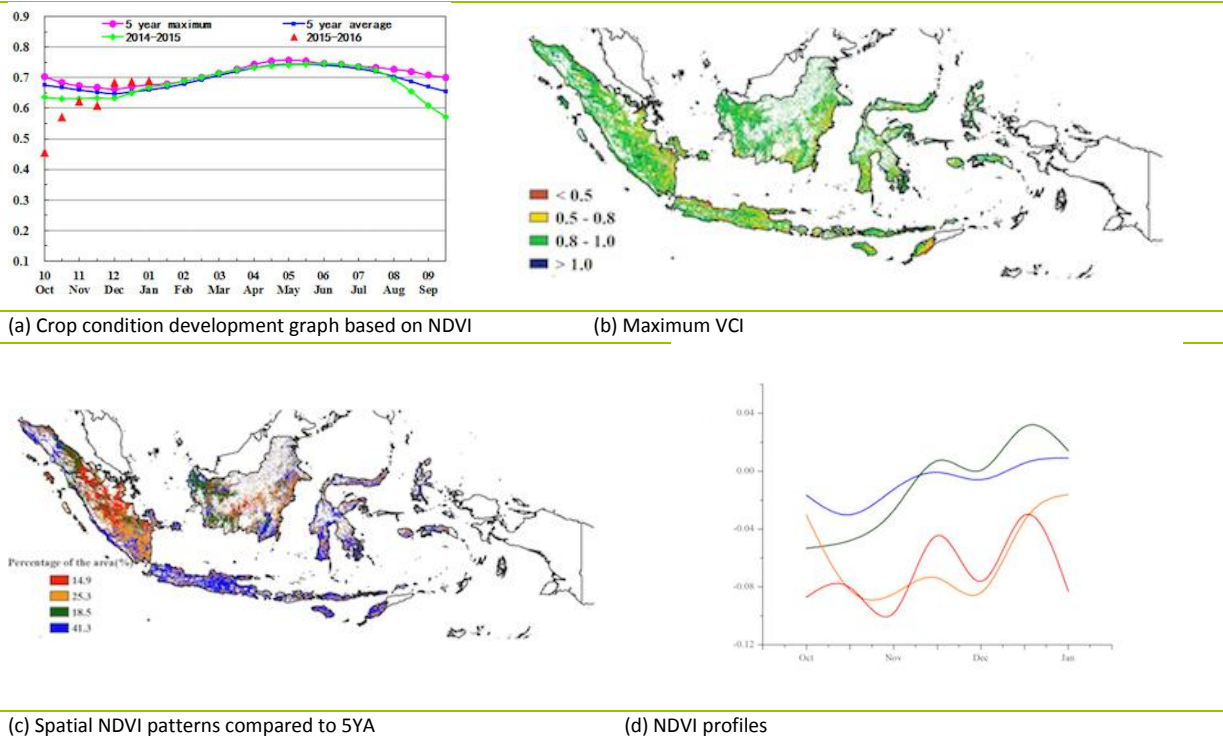 5 year maximum 5 year average
2014-2015 2015-2016
0.9
0.8
0.7
0.6
0.5
0.4
0.3
0.2
0.1
10 11 12 01 02 03 04 05 06 07 08 09
Oct Nov Dec Jan Feb Mar Apr May Jun Jul Aug Sep
< 0.5
0.5 - 0.8
0.8 - 1.0
> 1.0
(a) Crop condition development graph based on NDVI (b) Maximum VCI
Percentage of the area(%)
14.9
25.3
18.5
41.3
0.04
0.00
-0.04
-0.08
-0.12
Oct Nov Dec Jan
(c) Spatial NDVI patterns compared to 5YA (d) NDVI profiles